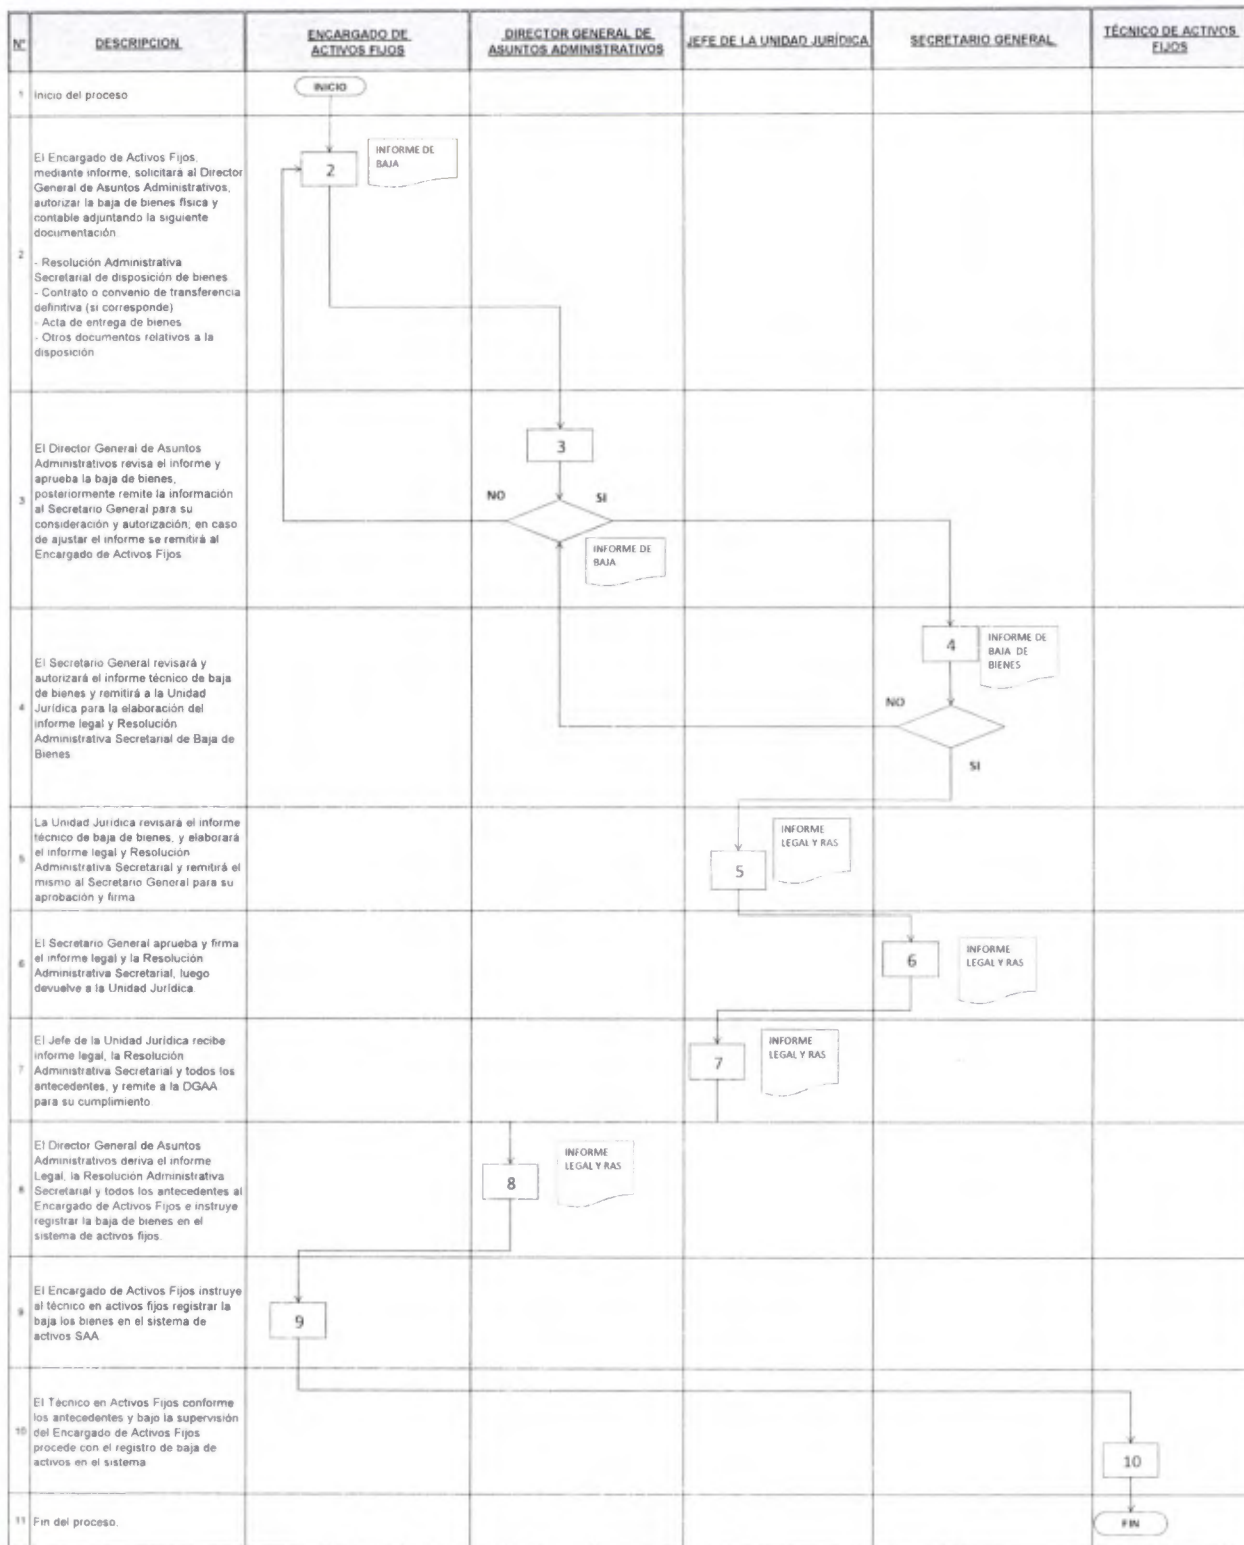 N°
DESCRIPCION
ENCARGADO DE
ACTIVOS FIJOS
DIRECTOR GENERAL DE
ASUNTOS ADMINISTRATIVOS
JEFE DE LA UNIDAD JURÍDICA
SECRETARIO GENERAL
TÉCNICO DE ACTIVOS
FIJOS
1
Inicio del proceso
INICIO
2
El Encargado de Activos Fijos,
mediante informe, solicitará al Director
General de Asuntos Administrativos,
autorizar la baja de bienes física y
contable adjuntando la siguiente
documentación.
- Resolución Administrativa
Secretarial de disposición de bienes
- Contrato o convenio de transferencia
definitiva (si corresponde)
- Acta de entrega de bienes
- Otros documentos relativos a la
disposición
2
INFORME DE
BAJA
3
El Director General de Asuntos
Administrativos revisa el informe y
aprueba la baja de bienes,
posteriormente remite la información
al Secretario General para su
consideración y autorización; en caso
de ajustar el informe se remitirá al
Encargado de Activos Fijos
3
NO
SI
INFORME DE
BAJA
4
El Secretario General revisará y
autorizará el informe técnico de baja
de bienes y remitirá a la Unidad
Jurídica para la elaboración del
informe legal y Resolución
Administrativa Secretarial de Baja de
Bienes
4
INFORME DE
BAJA DE
BIENES
NO
SI
5
La Unidad Jurídica revisará el informe
técnico de baja de bienes, y elaborará
el informe legal y Resolución
Administrativa Secretarial y remitirá el
mismo al Secretario General para su
aprobación y firma
5
INFORME
LEGAL Y RAS
6
El Secretario General aprueba y firma
el informe legal y la Resolución
Administrativa Secretarial, luego
devuelve a la Unidad Jurídica.
6
INFORME
LEGAL Y RAS
7
El Jefe de la Unidad Jurídica recibe
informe legal, la Resolución
Administrativa Secretarial y todos los
antecedentes, y remite a la DGAA
para su cumplimiento
7
INFORME
LEGAL Y RAS
8
El Director General de Asuntos
Administrativos deriva el informe
Legal, la Resolución Administrativa
Secretarial y todos los antecedentes al
Encargado de Activos Fijos e instruye
registrar la baja de bienes en el
sistema de activos fijos.
8
INFORME
LEGAL Y RAS
9
El Encargado de Activos Fijos instruye
al técnico en activos fijos registrar la
baja los bienes en el sistema de
activos SAA
9
10
El Técnico en Activos Fijos conforme
los antecedentes y bajo la supervisión
del Encargado de Activos Fijos
procede con el registro de baja de
activos en el sistema
10
11
Fin del proceso.
FIN